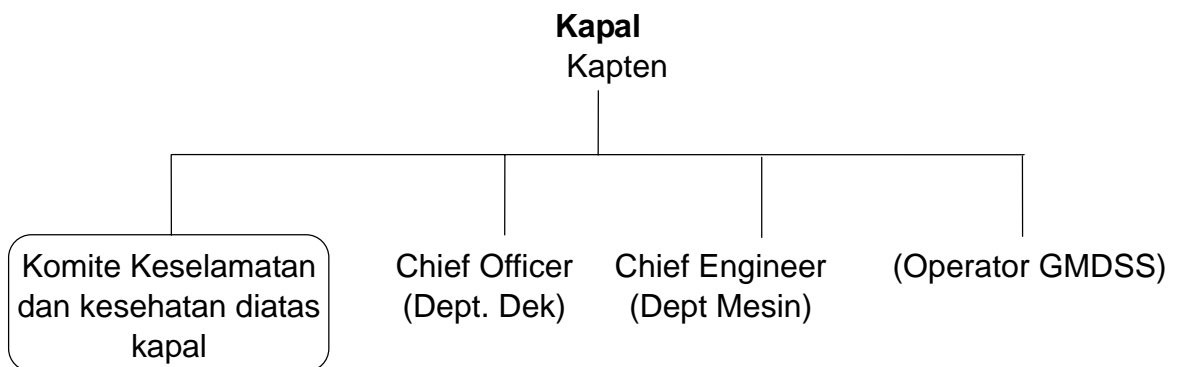 Kapal
Kapten
Komite Keselamatan
dan kesehatan diatas
kapal
Chief Officer
(Dept. Dek)
Chief Engineer
(Dept Mesin)
(Operator GMDSS)